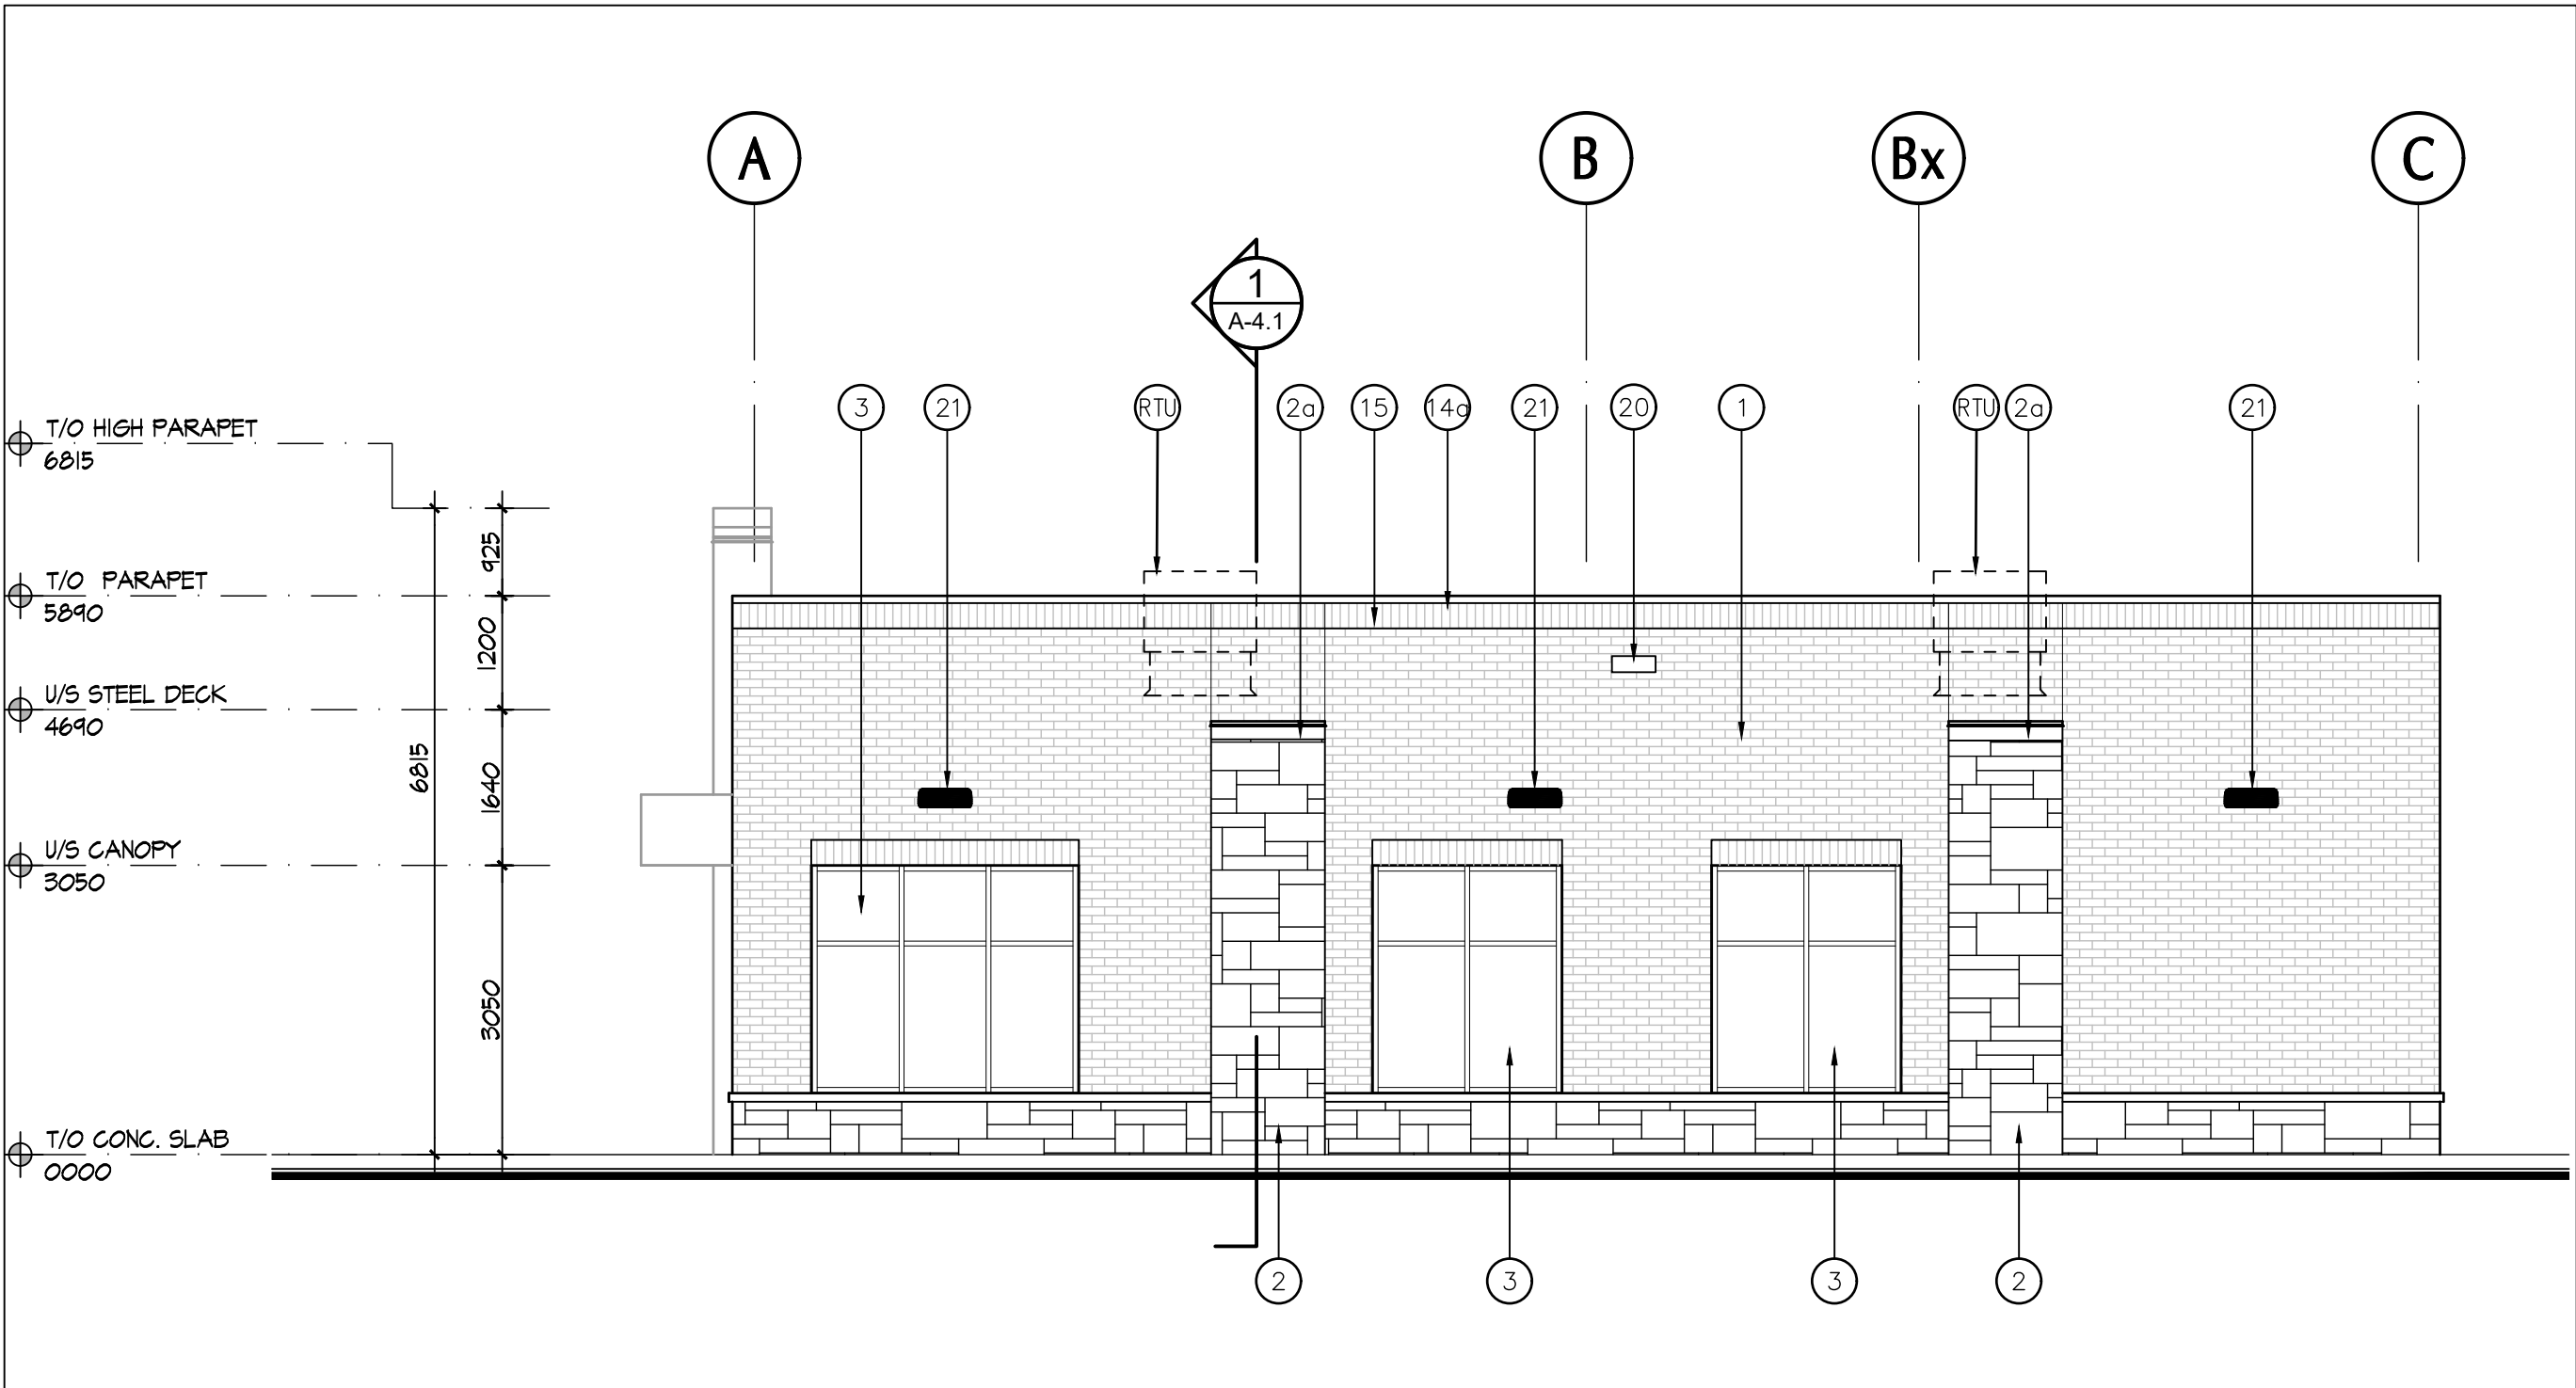 A
B
Bx
C
1
A-4.1
3
21
RTU
2a
15
14a
21
20
1
RTU
2a
21
T/O HIGH PARAPET
6815
925
T/O PARAPET
5890
1200
U/S STEEL DECK
4690
6815
1640
U/S CANOPY
3050
3050
T/O CONC. SLAB
0000
2
3
3
2